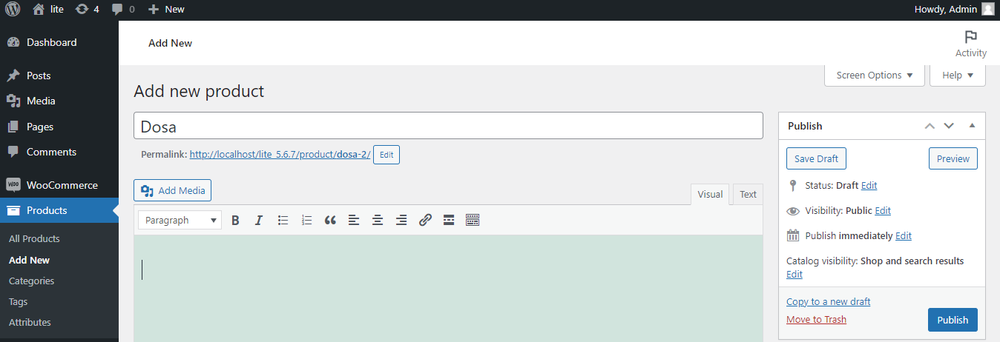 lite 4 0 + New Howdy, Admin
Dashboard
Posts
Media
Pages
Comments
WooCommerce
Products
All Products
Add New
Categories
Tags
Attributes
Add New
Activity
Screen Options
Help
Add new product
Dosa
Permalink: http://localhost/lite_5.6.7/product/dosa-2/ Edit
Add Media
Visual Text
Paragraph B I
Publish
Save Draft Preview
Status: Draft Edit
Visibility: Public Edit
Publish immediately Edit
Catalog visibility: Shop and search results
Edit
Copy to a new draft
Move to Trash
Publish